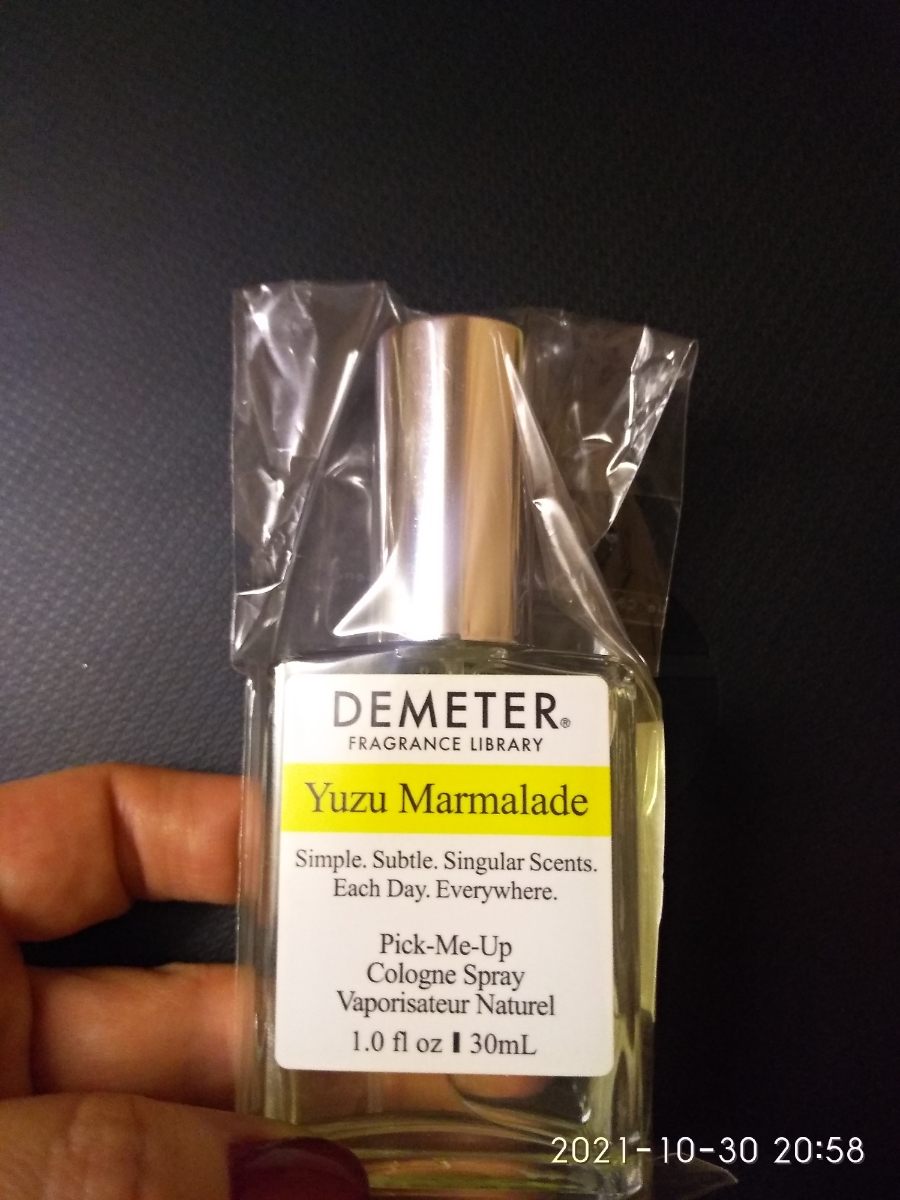 DEMETER®
FRAGRANCE LIBRARY
Yuzu Marmalade
Simple. Subtle. Singular Scents.
Each Day. Everywhere.
Pick-Me-Up
Cologne Spray
Vaporisateur Naturel
1.0 fl oz ❙ 30mL
2021-10-30 20:58